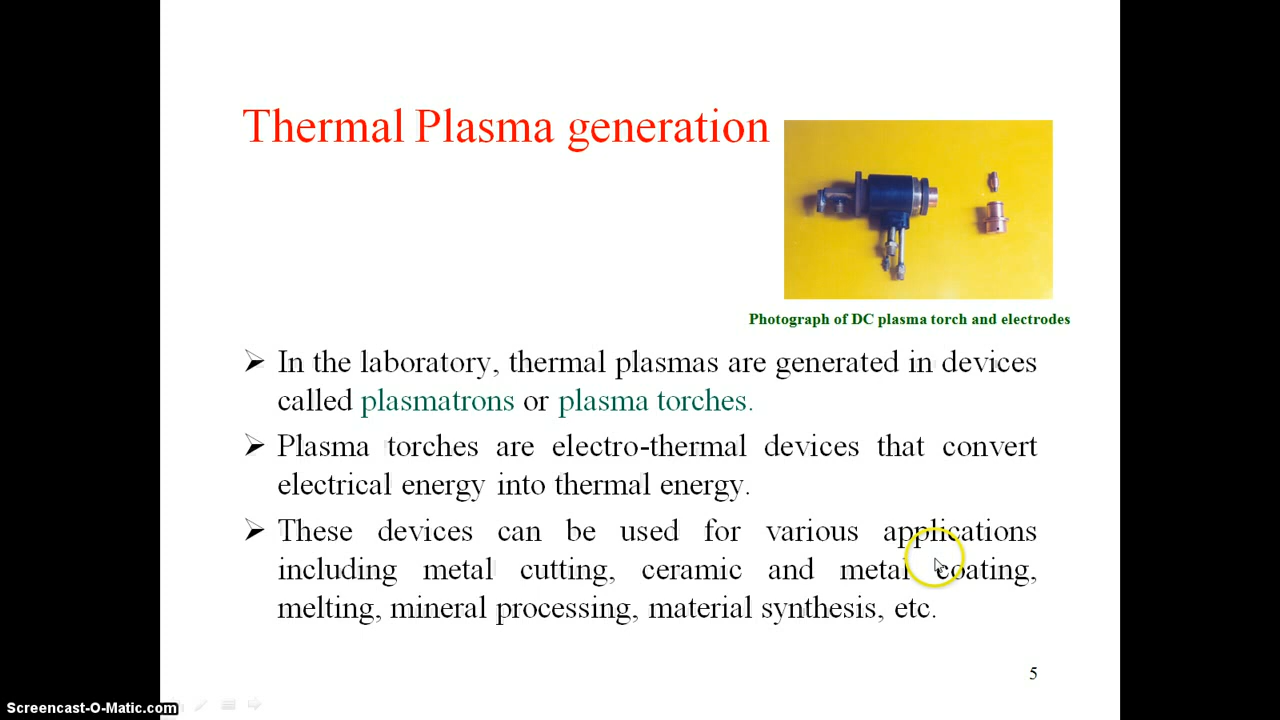 Thermal Plasma generation
Photograph of DC plasma torch and electrodes
➢ In the laboratory, thermal plasmas are generated in devices
called plasmatrons or plasma torches.
➢ Plasma torches are electro-thermal devices that convert
electrical energy into thermal energy.
➢ These devices can be used for various applications
including metal cutting, ceramic and metal coating,
melting, mineral processing, material synthesis, etc.
5
Screencast-O-Matic.com